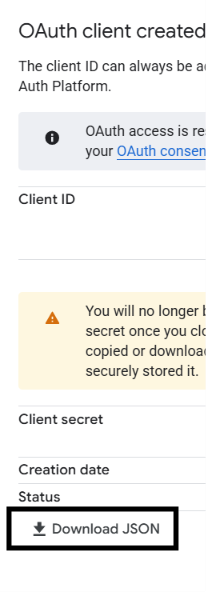 OAuth client created
The client ID can always be a
Auth Platform.
OAuth access is re
your OAuth consen
Client ID
You will no longer
secret once you clo
copied or downloa
securely stored it.
Client secret
Creation date
Status
Download JSON